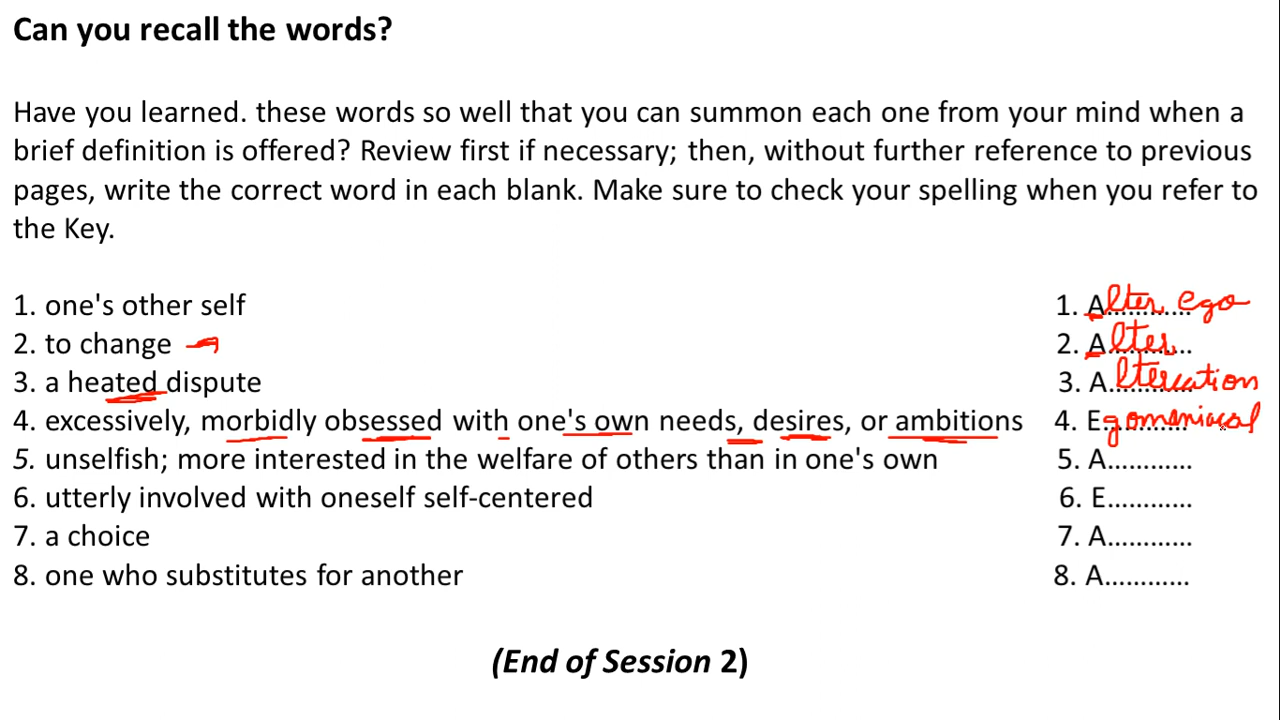 Can you recall the words?
Have you learned. these words so well that you can summon each one from your mind when a
brief definition is offered? Review first if necessary; then, without further reference to previous
pages, write the correct word in each blank. Make sure to check your spelling when you refer to
the Key.
1. one's other self 1. Alter ego
2. to change 2. Alter
3. a heated dispute 3. Altercation
4. excessively, morbidly obsessed with one's own needs, desires, or ambitions 4. Egomaniacal
5. unselfish; more interested in the welfare of others than in one's own 5. A............
6. utterly involved with oneself self-centered 6. E............
7. a choice 7. A............
8. one who substitutes for another 8. A............
(End of Session 2)